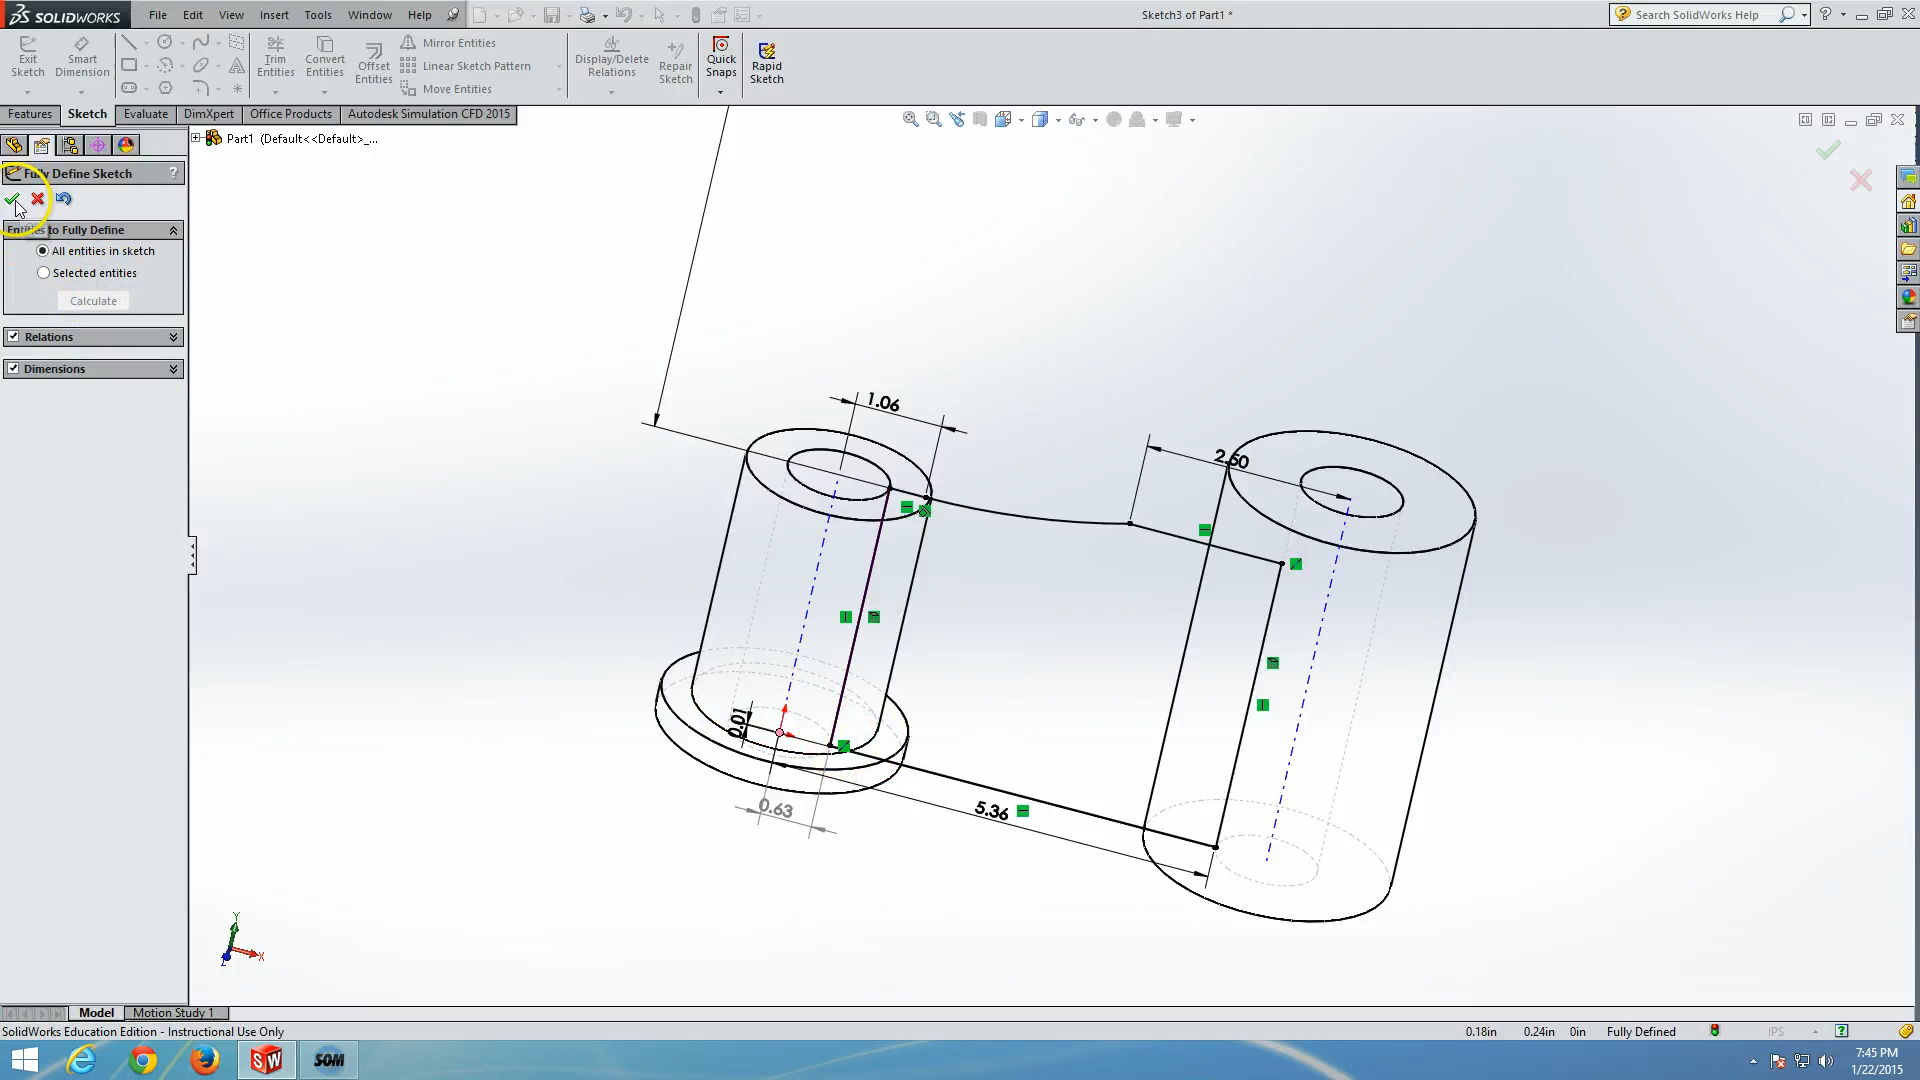 SOLIDWORKS File Edit View Insert Tools Window Help Sketch3 of Part1 * Search SolidWorks Help
Exit Sketch
Smart Dimension
Trim Entities
Convert Entities
Offset Entities
Mirror Entities
Linear Sketch Pattern
Move Entities
Display/Delete Relations
Repair Sketch
Quick Snaps
Rapid Sketch
Features Sketch Evaluate DimXpert Office Products Autodesk Simulation CFD 2015
Part1 (Default<<Default>_...
Fully Define Sketch ?
Entities to Fully Define
All entities in sketch
Selected entities
Calculate
Relations
Dimensions
1.06
2.50
0.01
0.63
5.36
Y
X
Z
Model Motion Study 1
SolidWorks Education Edition - Instructional Use Only 0.18in 0.24in 0in Fully Defined IPS ?
SW SOM
7:45 PM
1/22/2015